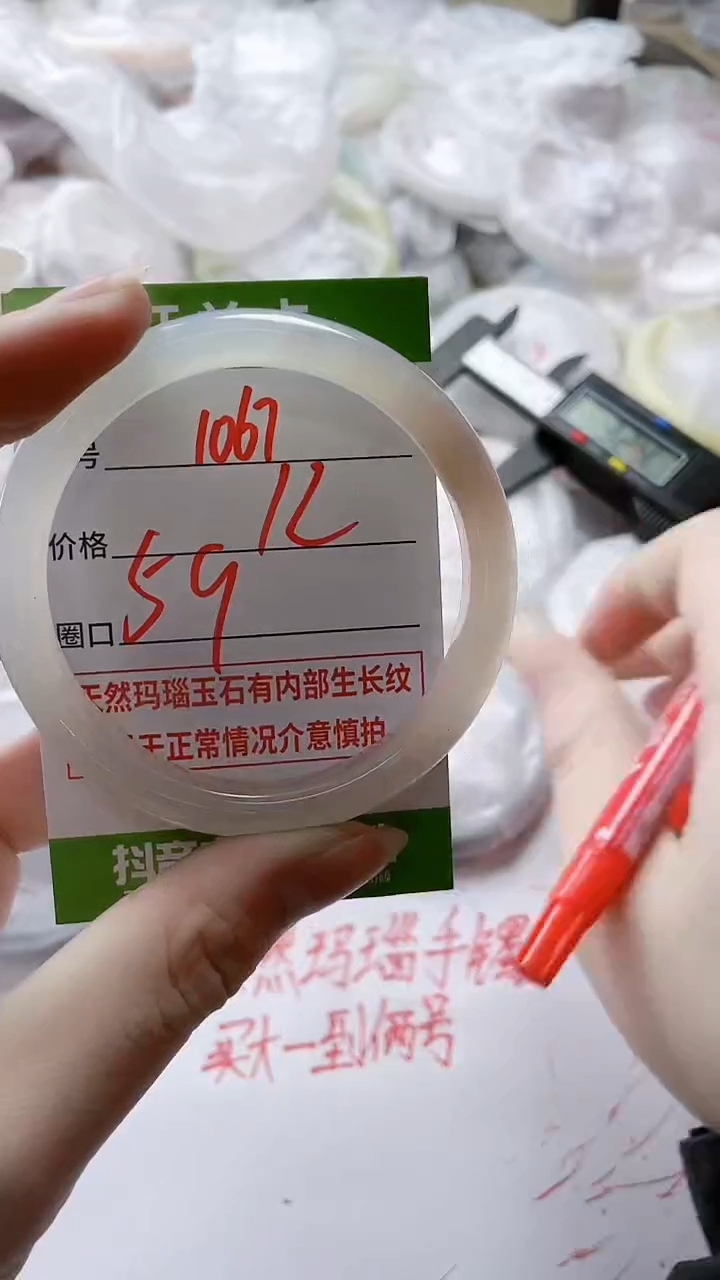 号 1067
12
价格
59
圈口
天然玛瑙玉石有内部生长纹
正常情况介意慎拍
抖音
然玛瑙手镯
买大一到俩号